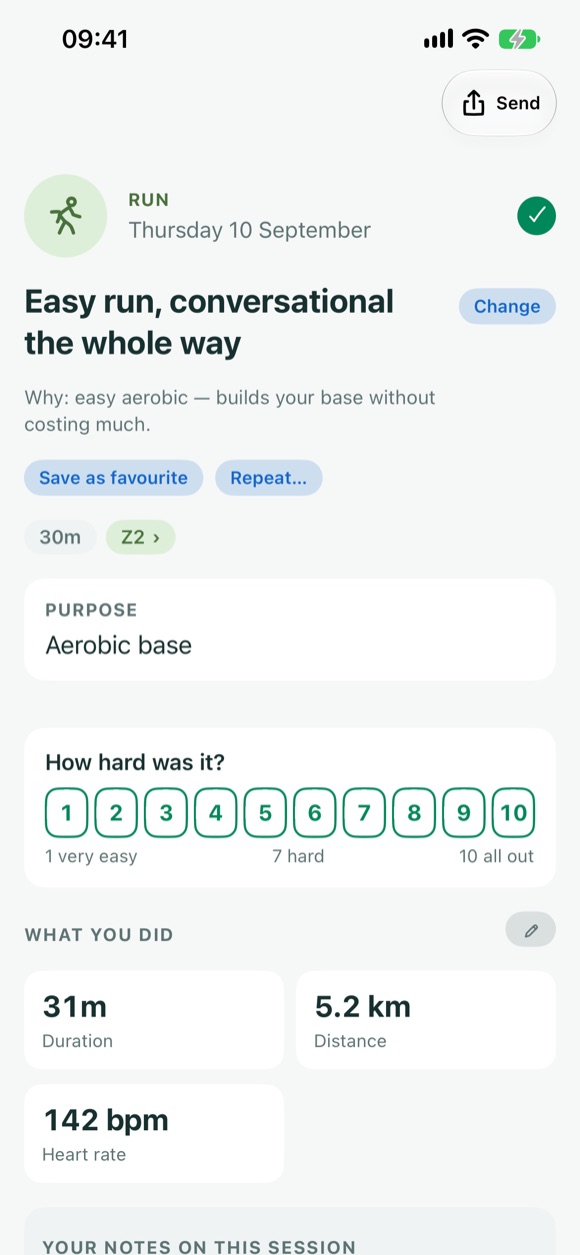 09:41
Send
RUN
Thursday 10 September
Easy run, conversational
the whole way
Change
Why: easy aerobic — builds your base without
costing much.
Save as favourite
Repeat...
30m
Z2 ›
PURPOSE
Aerobic base
How hard was it?
1 2 3 4 5 6 7 8 9 10
1 very easy 7 hard 10 all out
WHAT YOU DID
31m
Duration
5.2 km
Distance
142 bpm
Heart rate
YOUR NOTES ON THIS SESSION